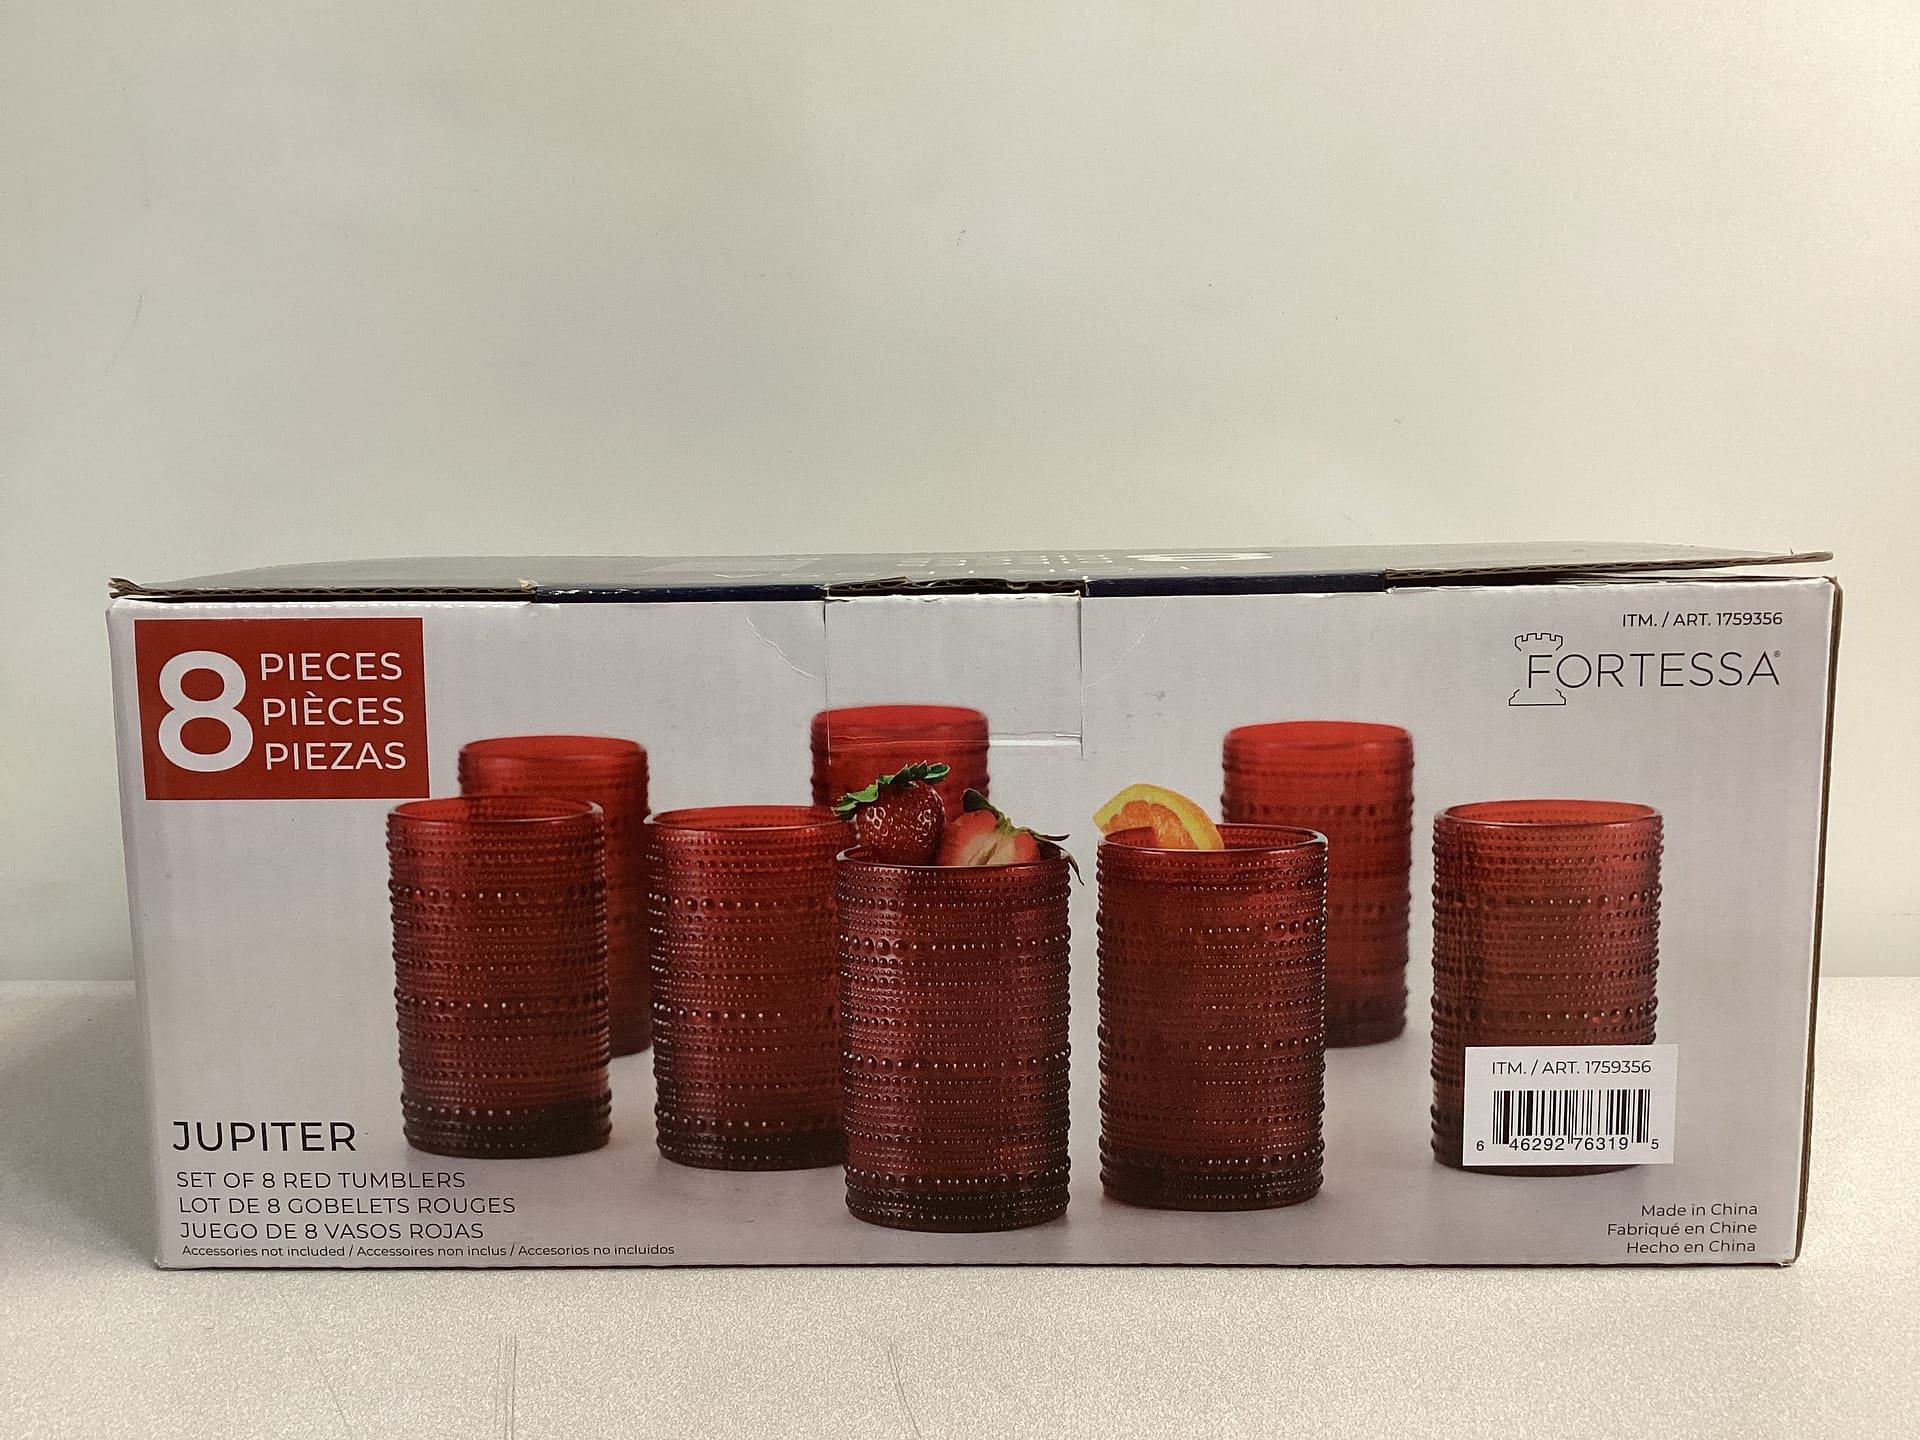 8 PIECES
PIÈCES
PIEZAS
ITM. / ART. 1759356
FORTESSA®
JUPITER
SET OF 8 RED TUMBLERS
LOT DE 8 GOBELETS ROUGES
JUEGO DE 8 VASOS ROJAS
Accessories not included / Accessoires non inclus / Accesorios no incluidos
ITM. / ART. 1759356
6 46292 76319 5
Made in China
Fabriqué en Chine
Hecho en China